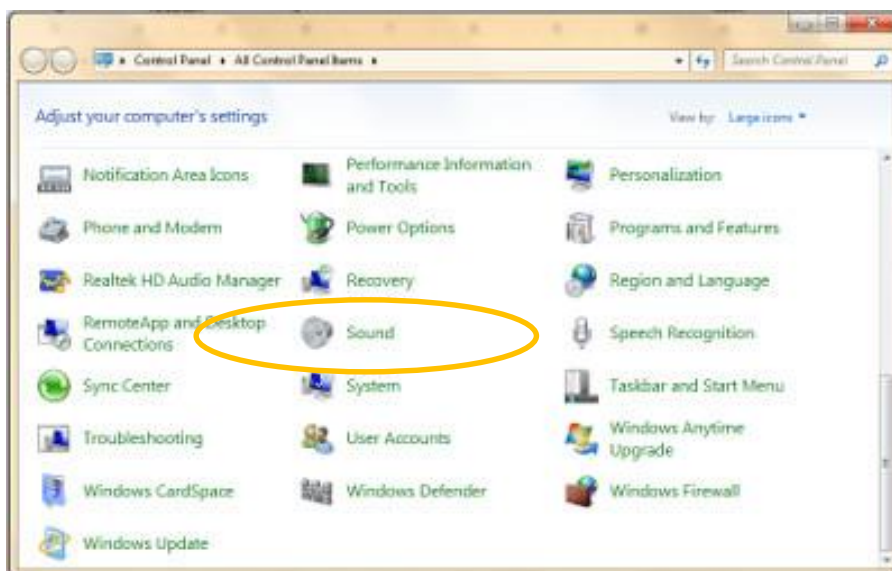 Control Panel All Control Panel Items
Search Control Panel
Adjust your computer's settings
View by: Large icons
Notification Area Icons
Performance Information
and Tools
Personalization
Phone and Modem
Power Options
Programs and Features
Realtek HD Audio Manager
Recovery
Region and Language
RemoteApp and Desktop
Connections
Sound
Speech Recognition
Sync Center
System
Taskbar and Start Menu
Troubleshooting
User Accounts
Windows Anytime
Upgrade
Windows CardSpace
Windows Defender
Windows Firewall
Windows Update